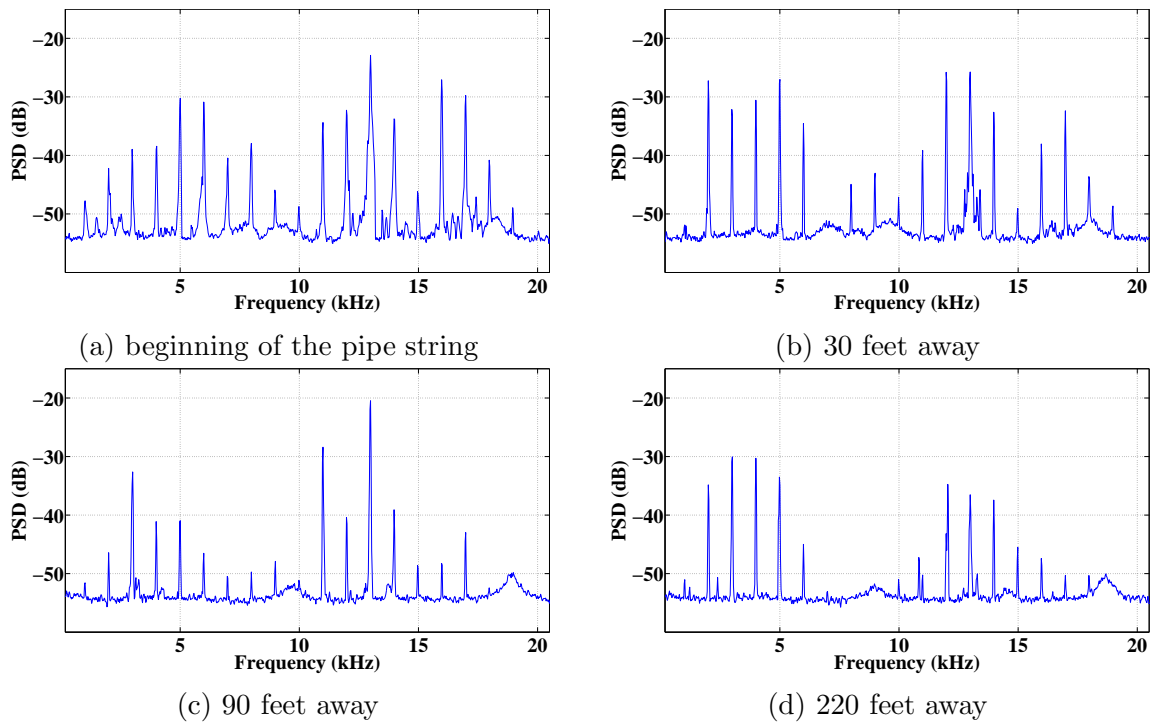 −20
−30
−40
−50
PSD (dB)
5 10 15 20
Frequency (kHz)
(a) beginning of the pipe string
−20
−30
−40
−50
PSD (dB)
5 10 15 20
Frequency (kHz)
(b) 30 feet away
−20
−30
−40
−50
PSD (dB)
5 10 15 20
Frequency (kHz)
(c) 90 feet away
−20
−30
−40
−50
PSD (dB)
5 10 15 20
Frequency (kHz)
(d) 220 feet away